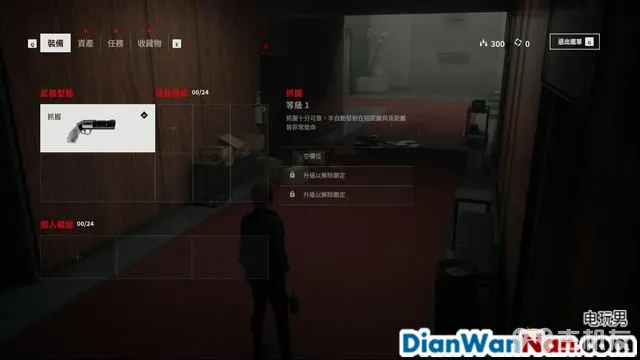 Q 裝備 資產 任務 收藏物 E
300 0
退出選單
武器型態
武器模組 00/24
抓握
抓握
等級 1
抓握十分可靠,半自動發射在短距離與長距離
皆非常致命
空欄位
升級以解除鎖定
升級以解除鎖定
個人模組 00/24
电玩男
DianWanNan.com